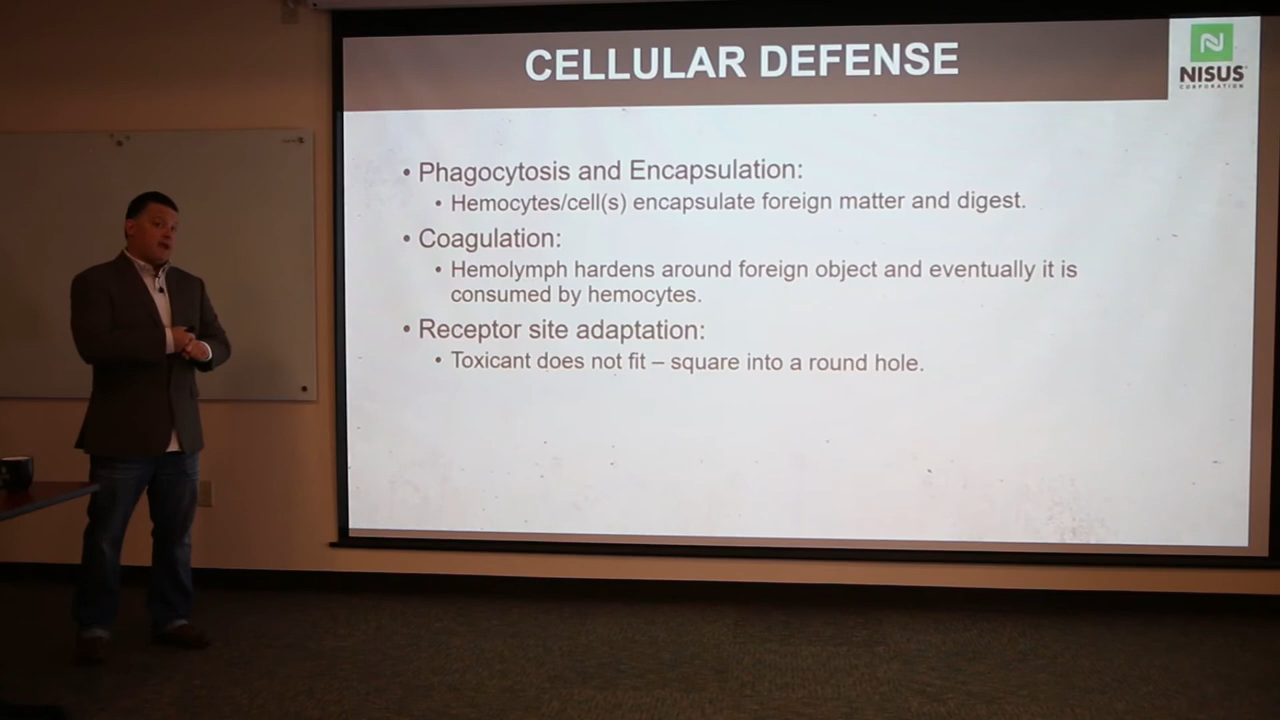 CELLULAR DEFENSE
NISUS
CORPORATION
• Phagocytosis and Encapsulation:
• Hemocytes/cell(s) encapsulate foreign matter and digest.
• Coagulation:
• Hemolymph hardens around foreign object and eventually it is
consumed by hemocytes.
• Receptor site adaptation:
• Toxicant does not fit – square into a round hole.